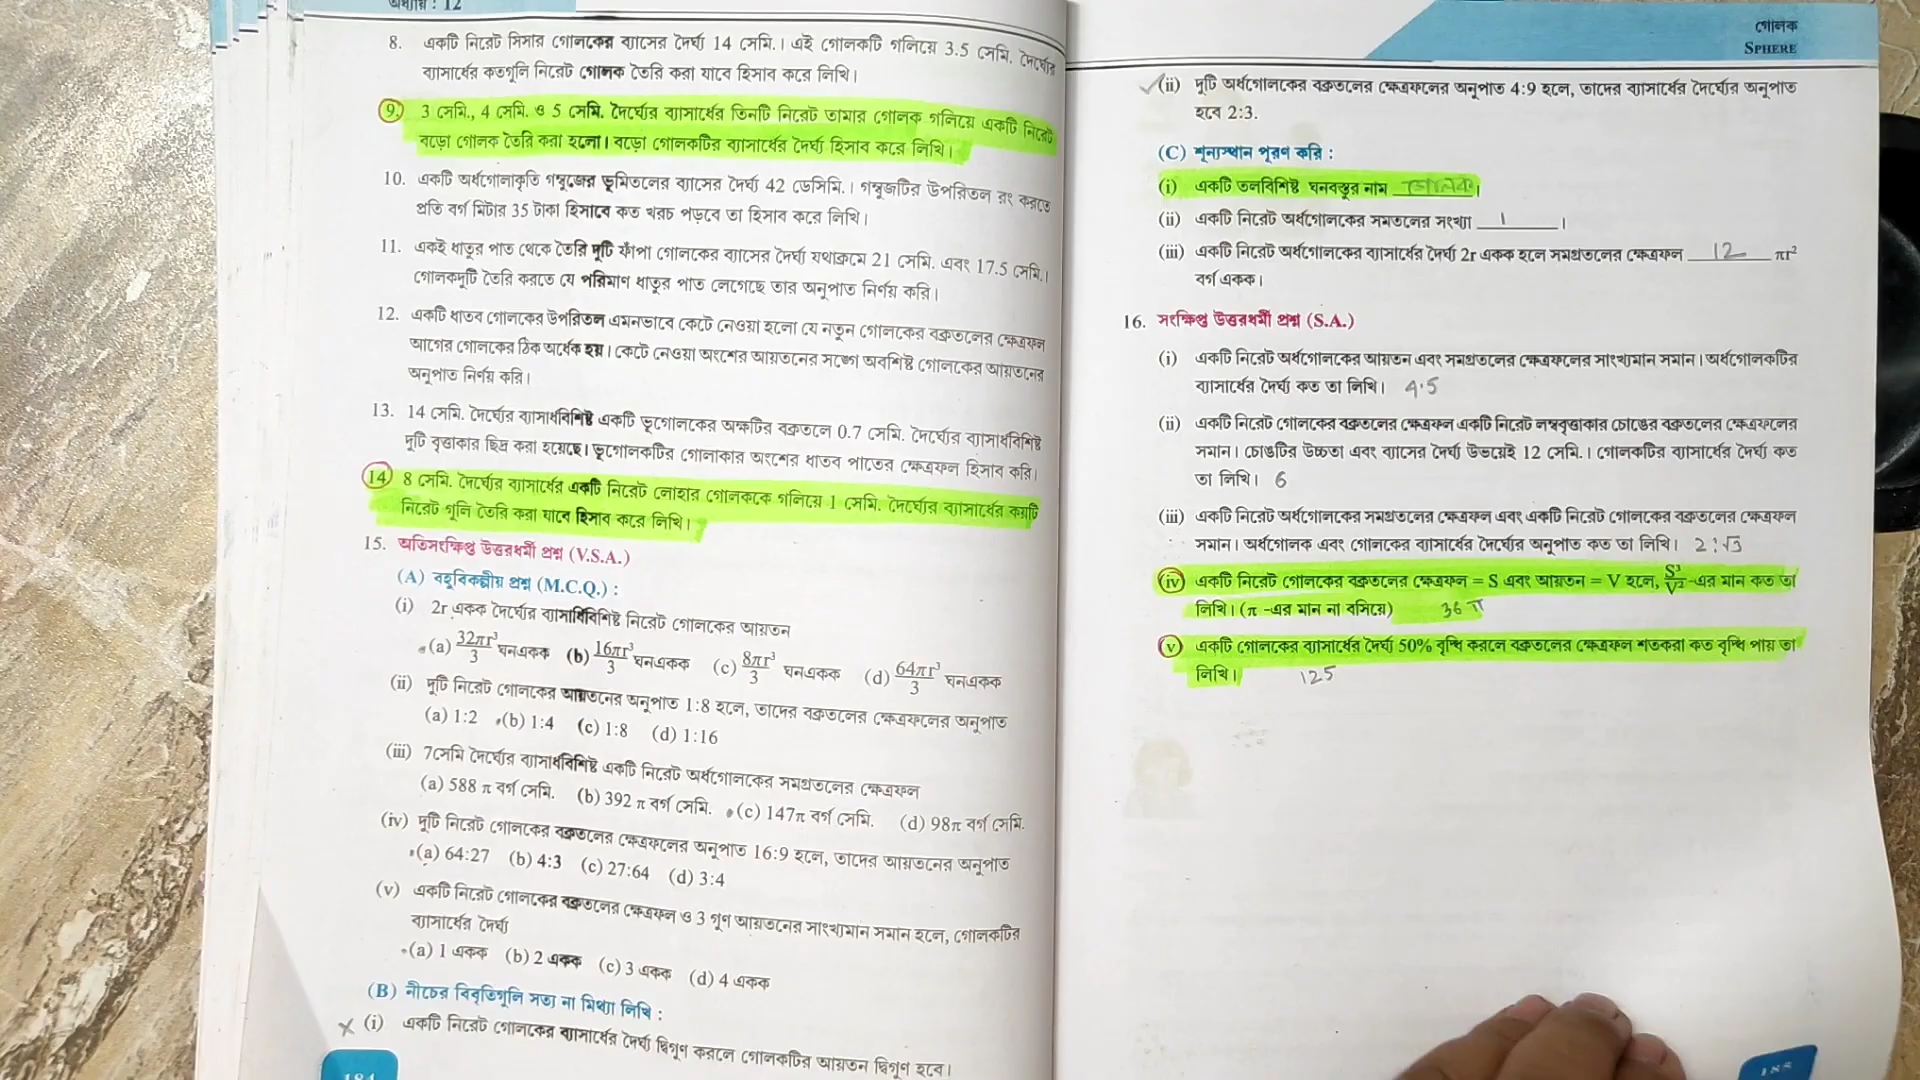 অধ্যায় : 12
8. একটি নিরেট সিসার গোলকের ব্যাসের দৈর্ঘ্য 14 সেমি.। এই গোলকটি গলিয়ে 3.5 সেমি. দৈর্ঘ্যের
ব্যাসার্ধের কতগুলি নিরেট গোলক তৈরি করা যাবে হিসাব করে লিখি।
9. 3 সেমি., 4 সেমি. ও 5 সেমি. দৈর্ঘ্যের ব্যাসার্ধের তিনটি নিরেট তামার গোলক গলিয়ে একটি নিরেট
বড়ো গোলক তৈরি করা হলো। বড়ো গোলকটির ব্যাসার্ধের দৈর্ঘ্য হিসাব করে লিখি।
10. একটি অর্ধগোলাকৃতি গম্বুজের ভূমিতলের ব্যাসের দৈর্ঘ্য 42 ডেসিমি.। গম্বুজটির উপরিতল রং করতে
প্রতি বর্গ মিটার 35 টাকা হিসাবে কত খরচ পড়বে তা হিসাব করে লিখি।
11. একই ধাতুর পাত থেকে তৈরি দুটি ফাঁপা গোলকের ব্যাসের দৈর্ঘ্য যথাক্রমে 21 সেমি. এবং 17.5 সেমি.।
গোলকদুটি তৈরি করতে যে পরিমাণ ধাতুর পাত লেগেছে তার অনুপাত নির্ণয় করি।
12. একটি ধাতব গোলকের উপরিতল এমনভাবে কেটে নেওয়া হলো যে নতুন গোলকের বক্রতলের ক্ষেত্রফল
আগের গোলকের ঠিক অর্ধেক হয়। কেটে নেওয়া অংশের আয়তনের সঙ্গে অবশিষ্ট গোলকের আয়তনের
অনুপাত নির্ণয় করি।
13. 14 সেমি. দৈর্ঘ্যের ব্যাসার্ধবিশিষ্ট একটি ভূগোলকের অক্ষটির বক্রতলে 0.7 সেমি. দৈর্ঘ্যের ব্যাসার্ধবিশিষ্ট
দুটি বৃত্তাকার ছিদ্র করা হয়েছে। ভূগোলকটির গোলাকার অংশের ধাতব পাতের ক্ষেত্রফল হিসাব করি।
14. 8 সেমি. দৈর্ঘ্যের ব্যাসার্ধের একটি নিরেট লোহার গোলককে গলিয়ে 1 সেমি. দৈর্ঘ্যের ব্যাসার্ধের কয়টি
নিরেট গুলি তৈরি করা যাবে হিসাব করে লিখি।
15. অতিসংক্ষিপ্ত উত্তরধর্মী প্রশ্ন (V.S.A.)
(A) বহুবিকল্পীয় প্রশ্ন (M.C.Q.) :
(i) 2r একক দৈর্ঘ্যের ব্যাসার্ধবিশিষ্ট নিরেট গোলকের আয়তন
(a) 32πr³/3 ঘনএকক (b) 16πr³/3 ঘনএকক (c) 8πr³/3 ঘনএকক (d) 64πr³/3 ঘনএকক
(ii) দুটি নিরেট গোলকের আয়তনের অনুপাত 1:8 হলে, তাদের বক্রতলের ক্ষেত্রফলের অনুপাত
(a) 1:2 (b) 1:4 (c) 1:8 (d) 1:16
(iii) 7সেমি দৈর্ঘ্যের ব্যাসার্ধবিশিষ্ট একটি নিরেট অর্ধগোলকের সমগ্রতলের ক্ষেত্রফল
(a) 588 π বর্গ সেমি. (b) 392 π বর্গ সেমি. (c) 147π বর্গ সেমি. (d) 98π বর্গ সেমি.
(iv) দুটি নিরেট গোলকের বক্রতলের ক্ষেত্রফলের অনুপাত 16:9 হলে, তাদের আয়তনের অনুপাত
(a) 64:27 (b) 4:3 (c) 27:64 (d) 3:4
(v) একটি নিরেট গোলকের বক্রতলের ক্ষেত্রফল ও 3 গুণ আয়তনের সাংখ্যমান সমান হলে, গোলকটির
ব্যাসার্ধের দৈর্ঘ্য
(a) 1 একক (b) 2 একক (c) 3 একক (d) 4 একক
(B) নীচের বিবৃতিগুলি সত্য না মিথ্যা লিখি :
× (i) একটি নিরেট গোলকের ব্যাসার্ধের দৈর্ঘ্য দ্বিগুণ করলে গোলকটির আয়তন দ্বিগুণ হবে।
184
গোলক
SPHERE
✓ (ii) দুটি অর্ধগোলকের বক্রতলের ক্ষেত্রফলের অনুপাত 4:9 হলে, তাদের ব্যাসার্ধের দৈর্ঘ্যের অনুপাত
হবে 2:3.
(C) শূন্যস্থান পূরণ করি :
(i) একটি তলবিশিষ্ট ঘনবস্তুর নাম গোলক।
(ii) একটি নিরেট অর্ধগোলকের সমতলের সংখ্যা 1 ।
(iii) একটি নিরেট অর্ধগোলকের ব্যাসার্ধের দৈর্ঘ্য 2r একক হলে সমগ্রতলের ক্ষেত্রফল 12 πr²
বর্গ একক।
16. সংক্ষিপ্ত উত্তরধর্মী প্রশ্ন (S.A.)
(i) একটি নিরেট অর্ধগোলকের আয়তন এবং সমগ্রতলের ক্ষেত্রফলের সাংখ্যমান সমান। অর্ধগোলকটির
ব্যাসার্ধের দৈর্ঘ্য কত তা লিখি। 4.5
(ii) একটি নিরেট গোলকের বক্রতলের ক্ষেত্রফল একটি নিরেট লম্ববৃত্তাকার চোঙের বক্রতলের ক্ষেত্রফলের
সমান। চোঙটির উচ্চতা এবং ব্যাসের দৈর্ঘ্য উভয়েই 12 সেমি.। গোলকটির ব্যাসার্ধের দৈর্ঘ্য কত
তা লিখি। 6
(iii) একটি নিরেট অর্ধগোলকের সমগ্রতলের ক্ষেত্রফল এবং একটি নিরেট গোলকের বক্রতলের ক্ষেত্রফল
সমান। অর্ধগোলক এবং গোলকের ব্যাসার্ধের দৈর্ঘ্যের অনুপাত কত তা লিখি। 2:√3
(iv) একটি নিরেট গোলকের বক্রতলের ক্ষেত্রফল = S এবং আয়তন = V হলে, S³/V² -এর মান কত তা
লিখি। (π -এর মান না বসিয়ে) 36 π
(v) একটি গোলকের ব্যাসার্ধের দৈর্ঘ্য 50% বৃদ্ধি করলে বক্রতলের ক্ষেত্রফল শতকরা কত বৃদ্ধি পায় তা
লিখি। 125
185